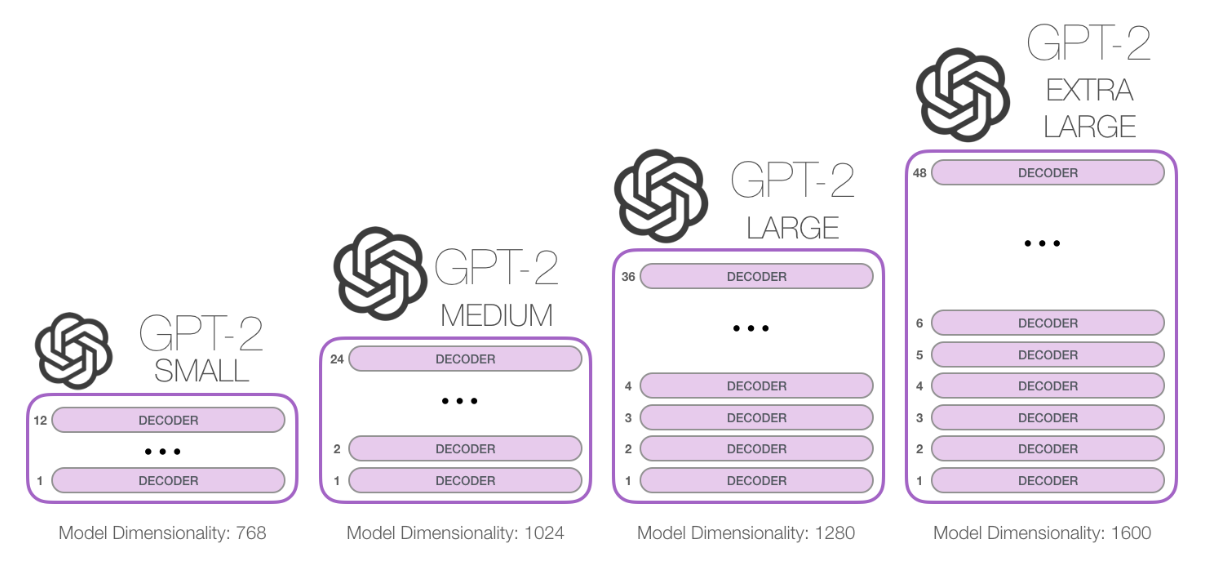 GPT-2
SMALL
12 DECODER
...
1 DECODER
Model Dimensionality: 768
GPT-2
MEDIUM
24 DECODER
...
2 DECODER
1 DECODER
Model Dimensionality: 1024
GPT-2
LARGE
36 DECODER
...
4 DECODER
3 DECODER
2 DECODER
1 DECODER
Model Dimensionality: 1280
GPT-2
EXTRA
LARGE
48 DECODER
...
6 DECODER
5 DECODER
4 DECODER
3 DECODER
2 DECODER
1 DECODER
Model Dimensionality: 1600